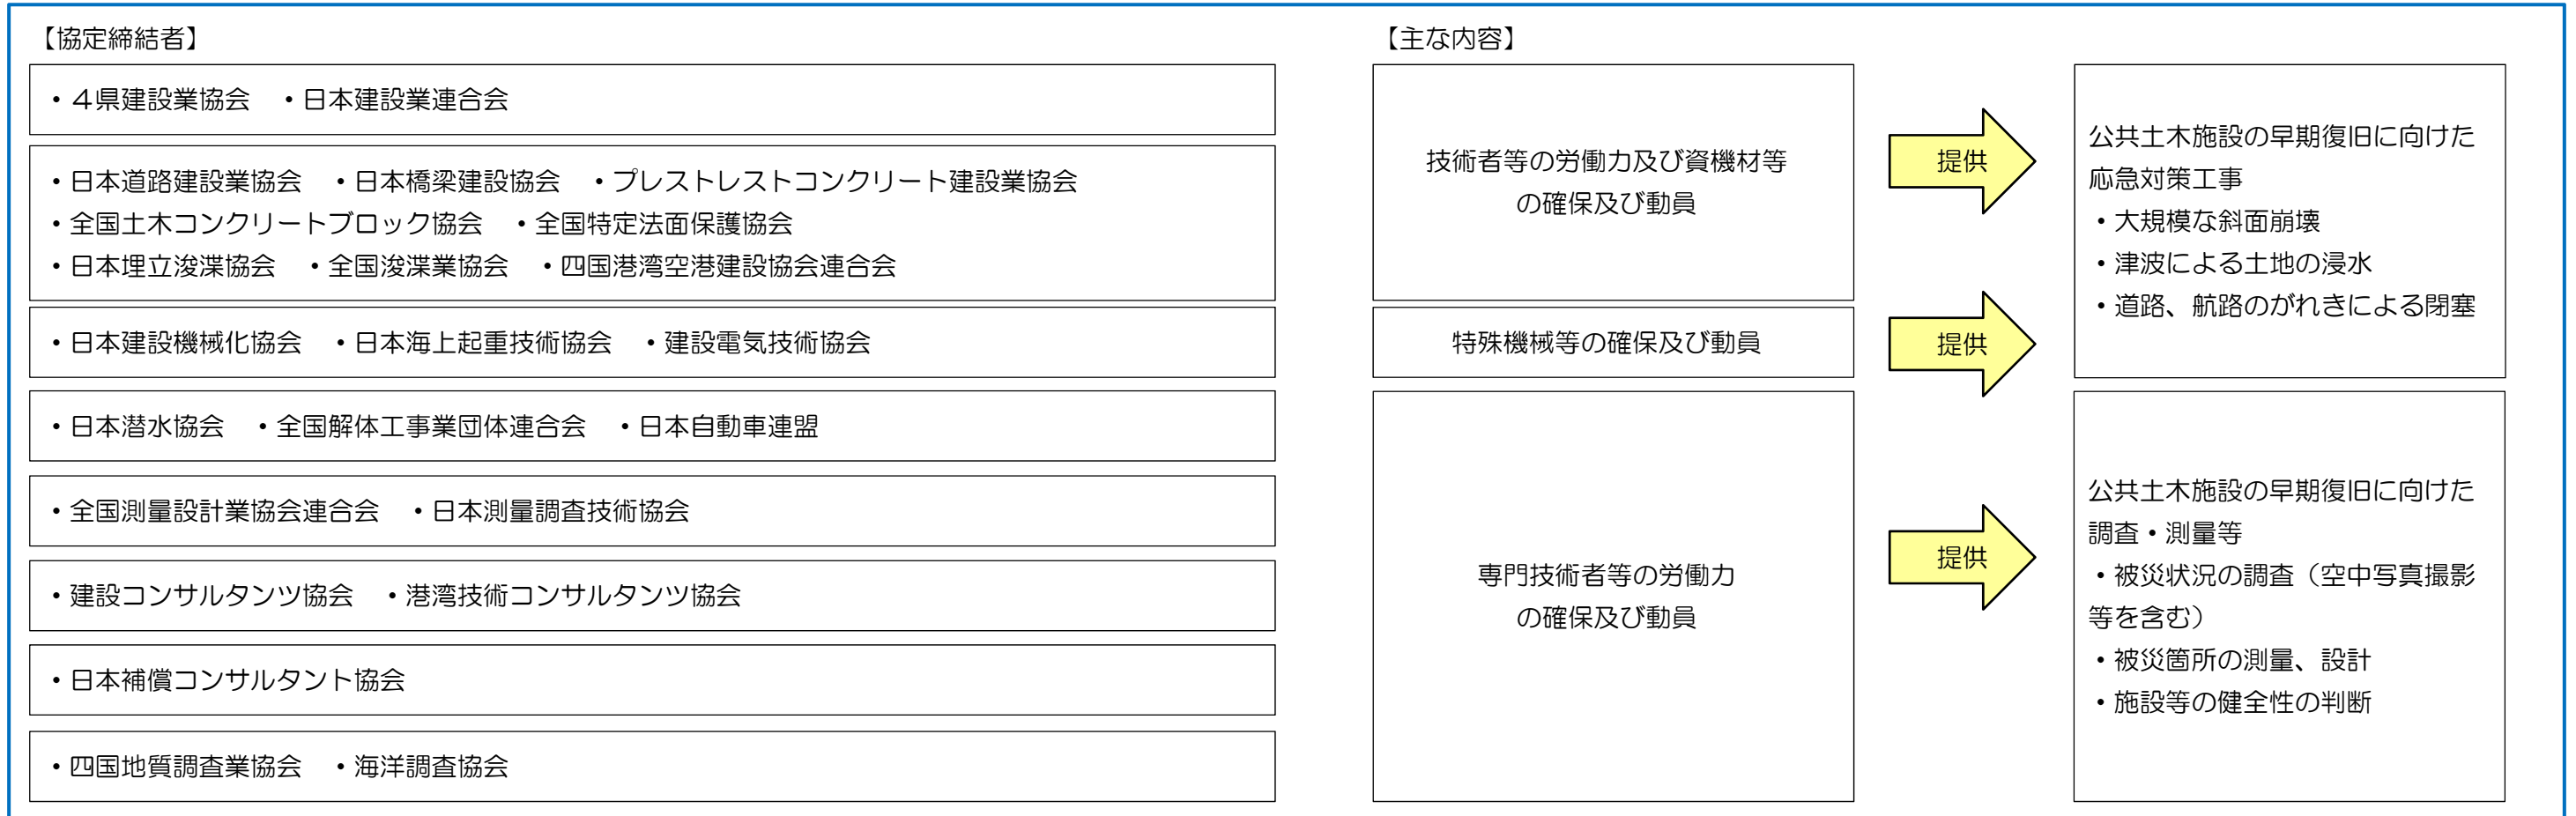 【協定締結者】
・４県建設業協会　・日本建設業連合会
・日本道路建設業協会　・日本橋梁建設協会　・プレストレストコンクリート建設業協会
・全国土木コンクリートブロック協会　・全国特定法面保護協会
・日本埋立浚渫協会　・全国浚渫業協会　・四国港湾空港建設協会連合会
・日本建設機械化協会　・日本海上起重技術協会　・建設電気技術協会
・日本潜水協会　・全国解体工事業団体連合会　・日本自動車連盟
・全国測量設計業協会連合会　・日本測量調査技術協会
・建設コンサルタンツ協会　・港湾技術コンサルタンツ協会
・日本補償コンサルタント協会
・四国地質調査業協会　・海洋調査協会
【主な内容】
技術者等の労働力及び資機材等
の確保及び動員
特殊機械等の確保及び動員
専門技術者等の労働力
の確保及び動員
提供
提供
提供
公共土木施設の早期復旧に向けた
応急対策工事
・大規模な斜面崩壊
・津波による土地の浸水
・道路、航路のがれきによる閉塞
公共土木施設の早期復旧に向けた
調査・測量等
・被災状況の調査（空中写真撮影
等を含む）
・被災箇所の測量、設計
・施設等の健全性の判断